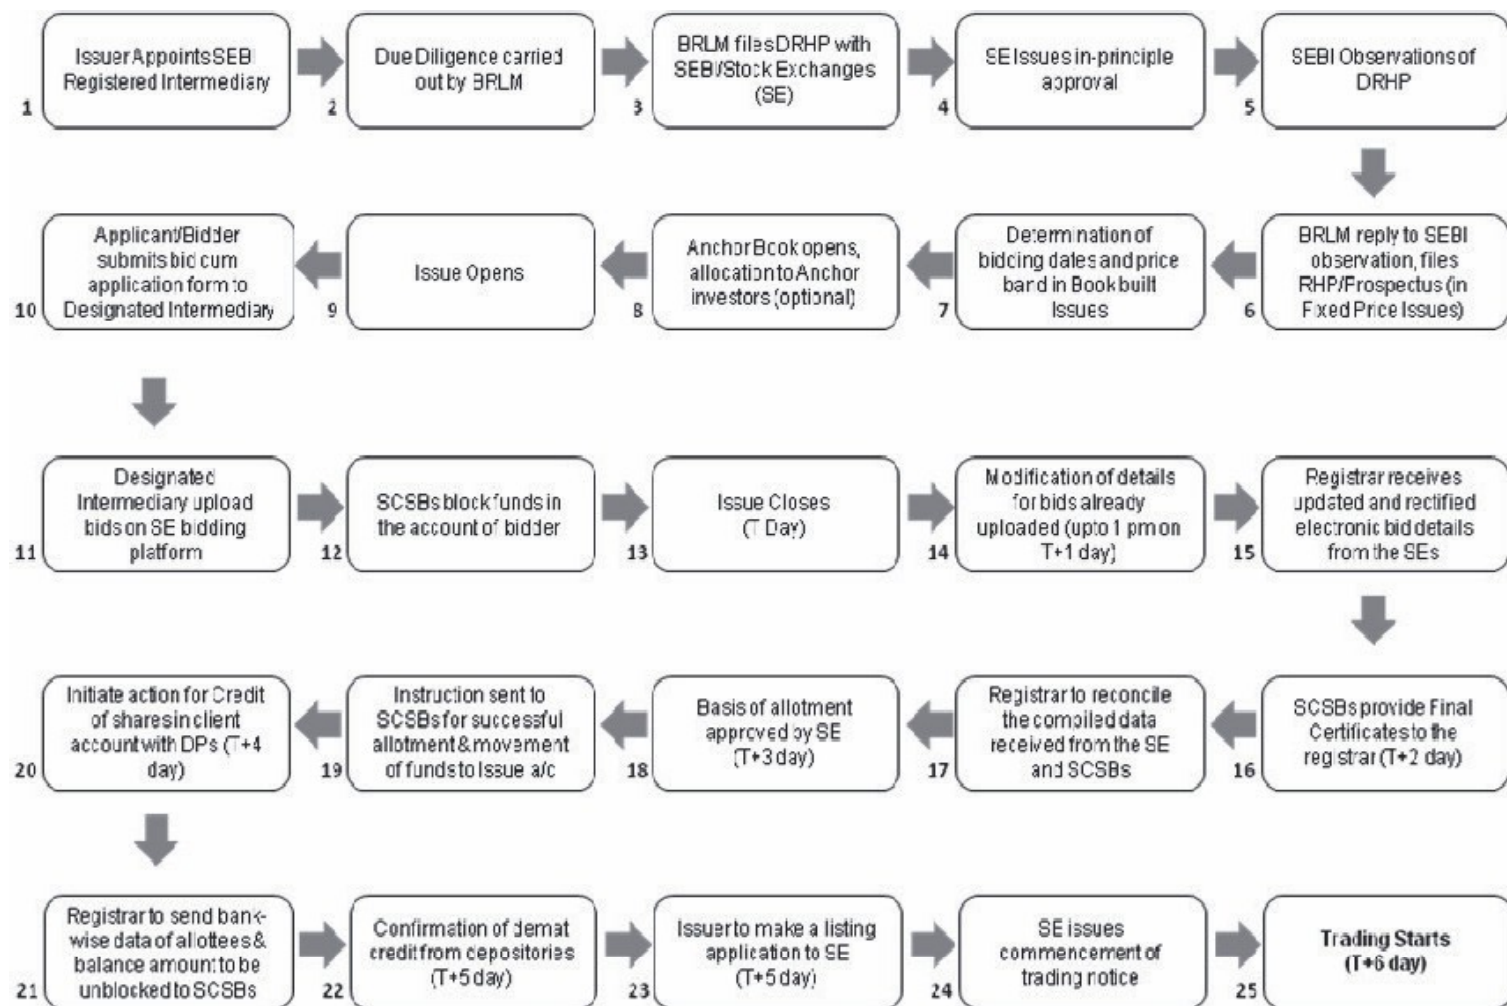 Issuer Appoints SEBI
Registered Intermediary
1
Due Diligence carried
out by BRLM
2
BRLM files DRHP with
SEBI/Stock Exchanges
(SE)
3
SE Issues in-principle
approval
4
SEBI Observations of
DRHP
5
BRLM reply to SEBI
observation, files
RHP/Prospectus (in
Fixed Price Issues)
6
Determination of
bidding dates and price
band in Book built
Issues
7
Anchor Book opens,
allocation to Anchor
investors (optional)
8
Issue Opens
9
Applicant/Bidder
submits bid cum
application form to
Designated Intermediary
10
Designated
Intermediary upload
bids on SE bidding
platform
11
SCSBs block funds in
the account of bidder
12
Issue Closes
(T Day)
13
Modification of details
for bids already
uploaded (upto 1 pm on
T+1 day)
14
Registrar receives
updated and rectified
electronic bid details
from the SEs
15
SCSBs provide Final
Certificates to the
registrar (T+2 day)
16
Registrar to reconcile
the compiled data
received from the SE
and SCSBs
17
Basis of allotment
approved by SE
(T+3 day)
18
Instruction sent to
SCSBs for successful
allotment & movement
of funds to Issue a/c
19
Initiate action for Credit
of shares in client
account with DPs (T+4
day)
20
Registrar to send bank-
wise data of allottees &
balance amount to be
unblocked to SCSBs
21
Confirmation of demat
credit from depositories
(T+5 day)
22
Issuer to make a listing
application to SE
(T+5 day)
23
SE issues
commencement of
trading notice
24
Trading Starts
(T+6 day)
25